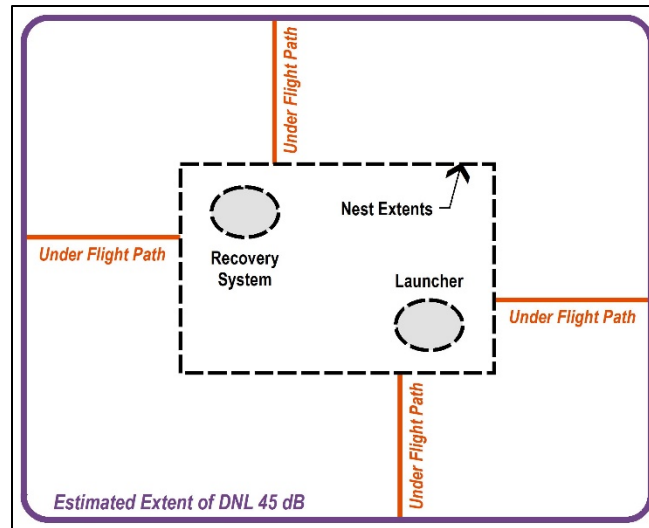 Under Flight Path
Nest Extents
Recovery
System
Under Flight Path
Launcher
Under Flight Path
Under Flight Path
Estimated Extent of DNL 45 dB